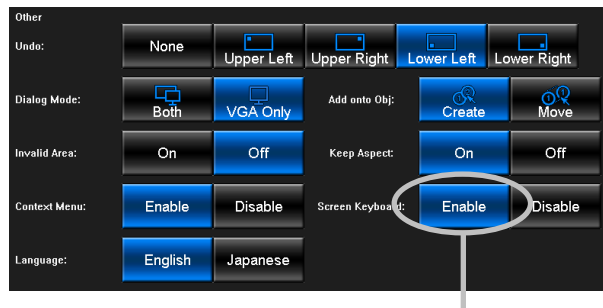 Other
Undo: None Upper Left Upper Right Lower Left Lower Right
Dialog Mode: Both VGA Only Add onto Obj: Create Move
Invalid Area: On Off Keep Aspect: On Off
Context Menu: Enable Disable Screen Keyboard: Enable Disable
Language: English Japanese